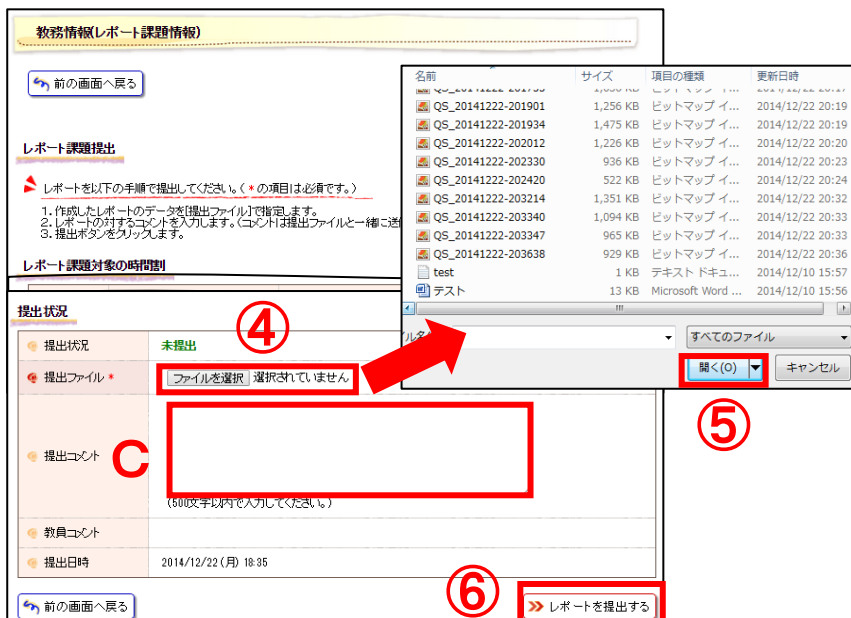 教務情報(レポート課題情報)
前の画面へ戻る
レポート課題提出
レポートを以下の手順で提出してください。(*の項目は必須です。)
1. 作成したレポートのデータを[提出ファイル]で指定します。
2. レポートの対するコメントを入力します。(コメントは提出ファイルと一緒に送
3. 提出ボタンをクリックします。
レポート課題対象の時間割
名前 サイズ 項目の種類 更新日時
QS_20141222-201901 1,256 KB ビットマップ イ... 2014/12/22 20:19
QS_20141222-201934 1,475 KB ビットマップ イ... 2014/12/22 20:19
QS_20141222-202012 1,226 KB ビットマップ イ... 2014/12/22 20:20
QS_20141222-202330 936 KB ビットマップ イ... 2014/12/22 20:23
QS_20141222-202420 522 KB ビットマップ イ... 2014/12/22 20:24
QS_20141222-203214 1,351 KB ビットマップ イ... 2014/12/22 20:32
QS_20141222-203340 1,094 KB ビットマップ イ... 2014/12/22 20:33
QS_20141222-203347 965 KB ビットマップ イ... 2014/12/22 20:33
QS_20141222-203638 929 KB ビットマップ イ... 2014/12/22 20:36
test 1 KB テキスト ドキュ... 2014/12/10 15:57
テスト 13 KB Microsoft Word ... 2014/12/10 15:56
すべてのファイル
開く(O) キャンセル
⑤
提出状況
④
提出状況 未提出
提出ファイル * ファイルを選択 選択されていません
提出コメント C
(500文字以内で入力してください。)
教員コメント
提出日時 2014/12/22(月) 18:35
前の画面へ戻る ⑥ レポートを提出する